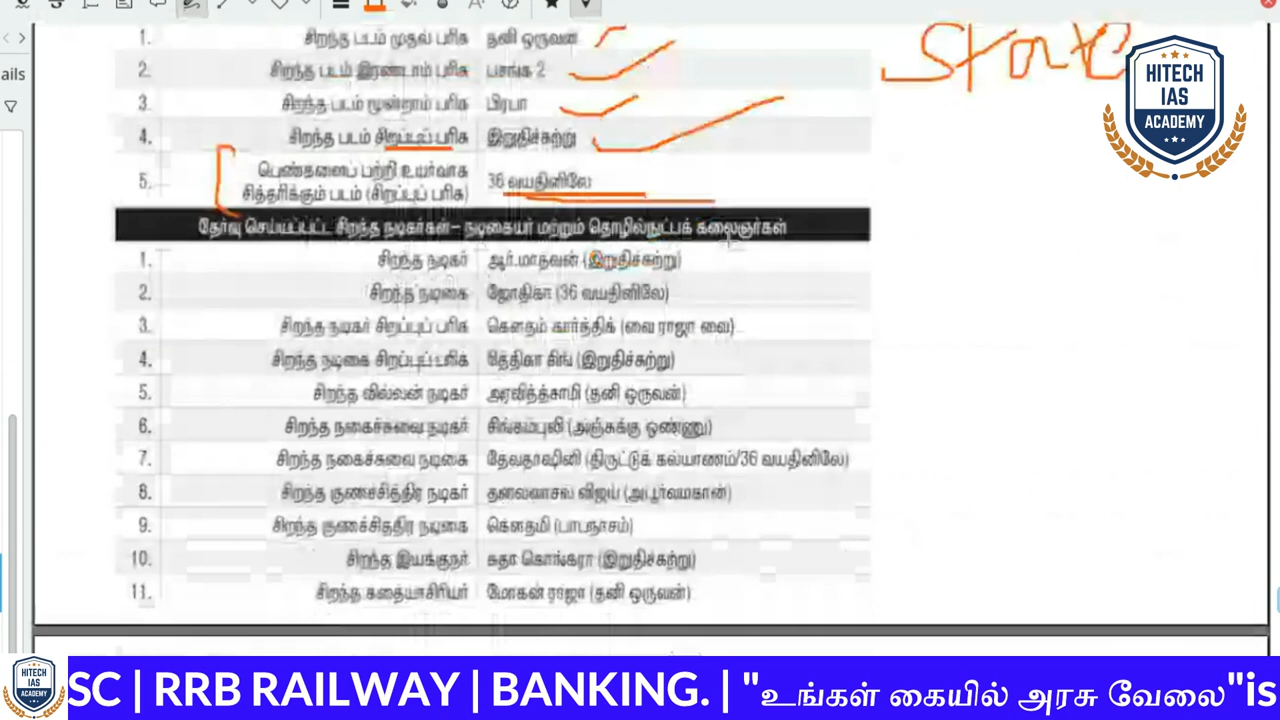 ails
State
HITECH
IAS
ACADEMY
1. சிறந்த படம் முதல் பரிசு தனி ஒருவன்
2. சிறந்த படம் இரண்டாம் பரிசு பசங்க 2
3. சிறந்த படம் மூன்றாம் பரிசு பிரபா
4. சிறந்த படம் சிறப்புப் பரிசு இறுதிச்சுற்று
பெண்களைப் பற்றி உயர்வாக
5. சித்தரிக்கும் படம் (சிறப்புப் பரிசு) 36 வயதினிலே
தேர்வு செய்யப்பட்ட சிறந்த நடிகர்கள்– நடிகையர் மற்றும் தொழில்நுட்பக் கலைஞர்கள்
1. சிறந்த நடிகர் ஆர்.மாதவன் (இறுதிச்சுற்று)
2. சிறந்த நடிகை ஜோதிகா (36 வயதினிலே)
3. சிறந்த நடிகர் சிறப்புப் பரிசு கௌதம் கார்த்திக் (வை ராஜா வை)
4. சிறந்த நடிகை சிறப்புப் பரிசு ரித்திகா சிங் (இறுதிச்சுற்று)
5. சிறந்த வில்லன் நடிகர் அரவிந்த்சாமி (தனி ஒருவன்)
6. சிறந்த நகைச்சுவை நடிகர் சிங்கம்புலி (அஞ்சுக்கு ஒண்ணு)
7. சிறந்த நகைச்சுவை நடிகை தேவதர்ஷினி (திருட்டுக் கல்யாணம்/36 வயதினிலே)
8. சிறந்த குணச்சித்திர நடிகர் தலைவாசல் விஜய் (அபூர்வமகான்)
9. சிறந்த குணச்சித்திர நடிகை கௌதமி (பாபநாசம்)
10. சிறந்த இயக்குநர் சுதா கொங்கரா (இறுதிச்சுற்று)
11. சிறந்த கதையாசிரியர் மோகன் ராஜா (தனி ஒருவன்)
HITECH
IAS
ACADEMY
SC | RRB RAILWAY | BANKING. | "உங்கள் கையில் அரசு வேலை"is